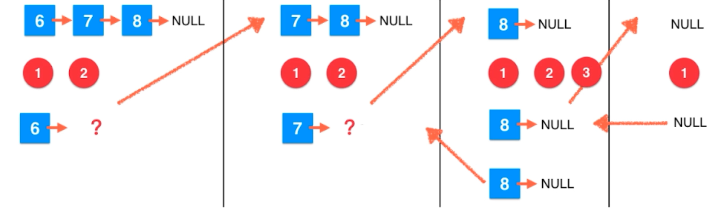 6 7 8 NULL
1 2
6 ?
7 8 NULL
1 2
7 ?
8 NULL
1 2 3
8 NULL
8 NULL
NULL
1
NULL